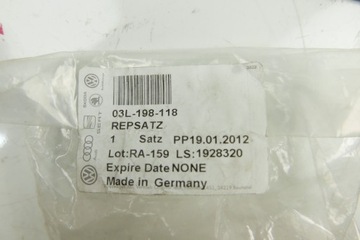 03L-198-118
REPSATZ
1 Satz PP19.01.2012
Lot:RA-159 LS:1928320
Expire Date NONE
Made in Germany